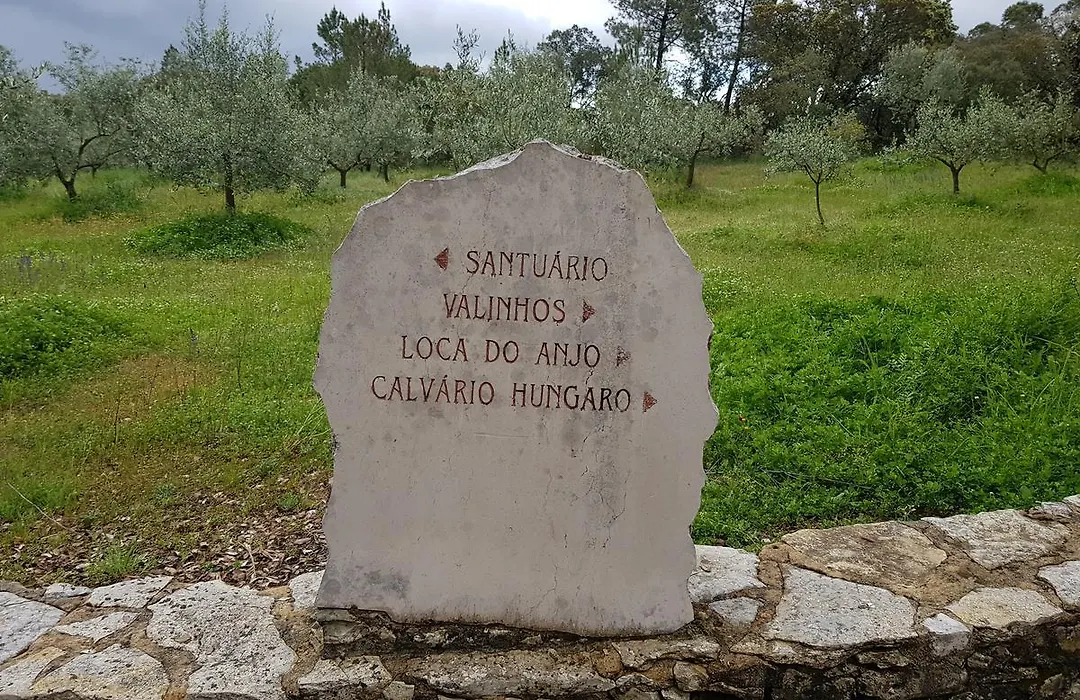 SANTUÁRIO
VALINHOS
LOCA DO ANJO
CALVÁRIO HUNGARO